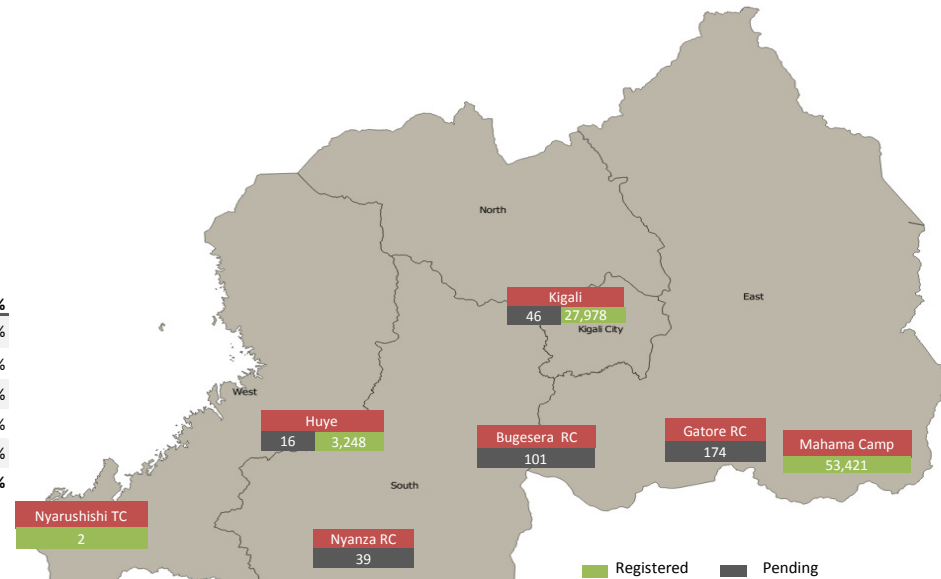 North
%
Kigali
East
%
46 27,978
Kigali City
%
West
%
Huye
Gatore RC
%
16 3,248
Bugesera RC
174
Mahama Camp
%
101
53,421
%
South
Nyarushishi TC
2
Nyanza RC
39
Registered Pending